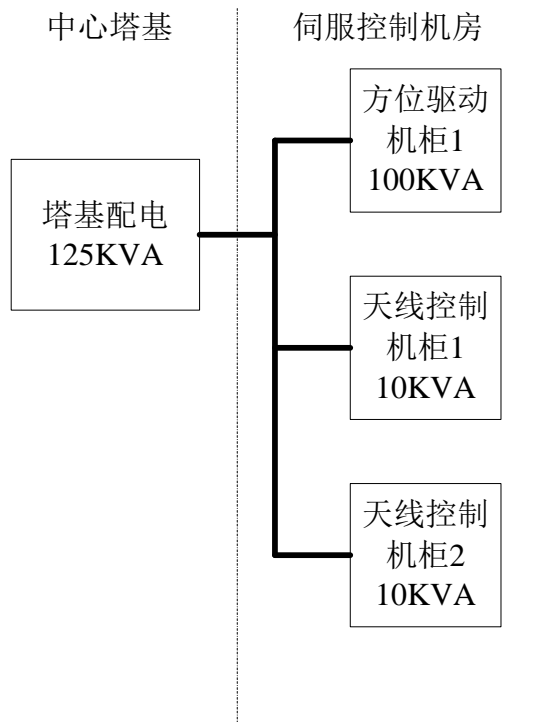 中心塔基
伺服控制机房
塔基配电
125KVA
方位驱动
机柜1
100KVA
天线控制
机柜1
10KVA
天线控制
机柜2
10KVA